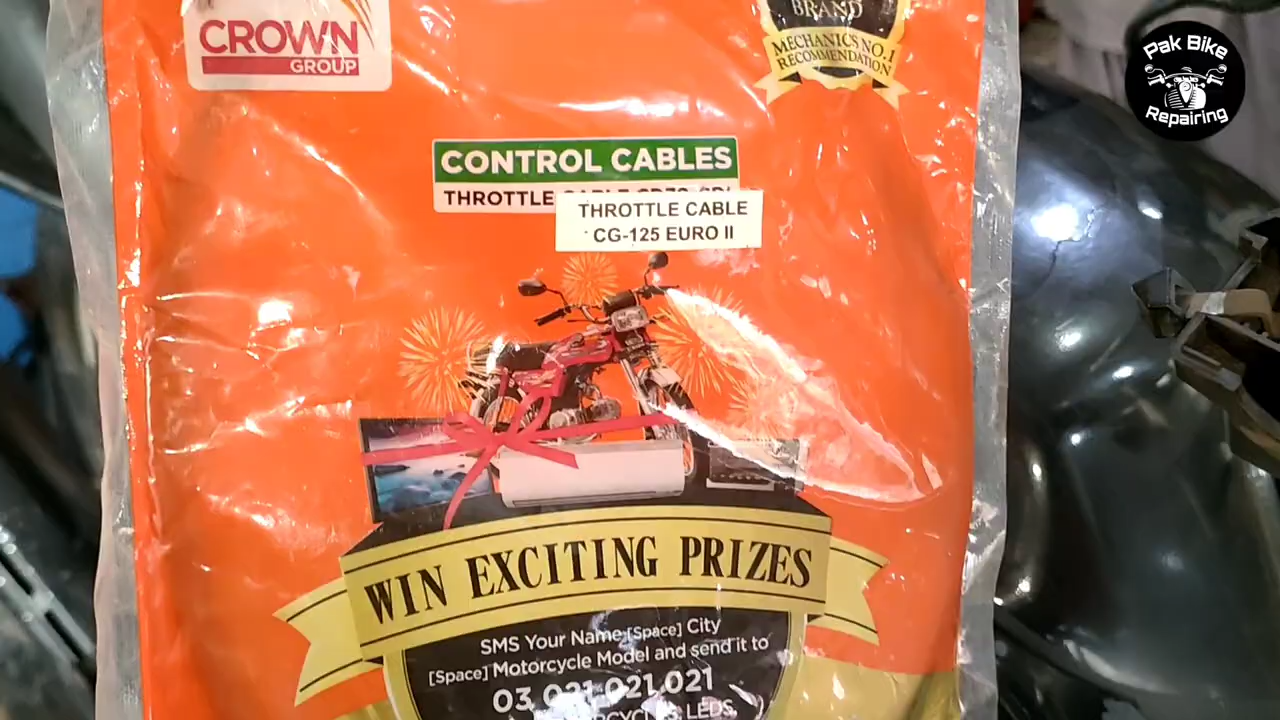 CROWN
GROUP
BRAND
MECHANICS NO.1
RECOMMENDATION
Pak Bike
Repairing
CONTROL CABLES
THROTTLE CABLE
THROTTLE CABLE
CG-125 EURO II
WIN EXCITING PRIZES
SMS Your Name [Space] City
[Space] Motorcycle Model and send it to
03 021 021 021
LEDS